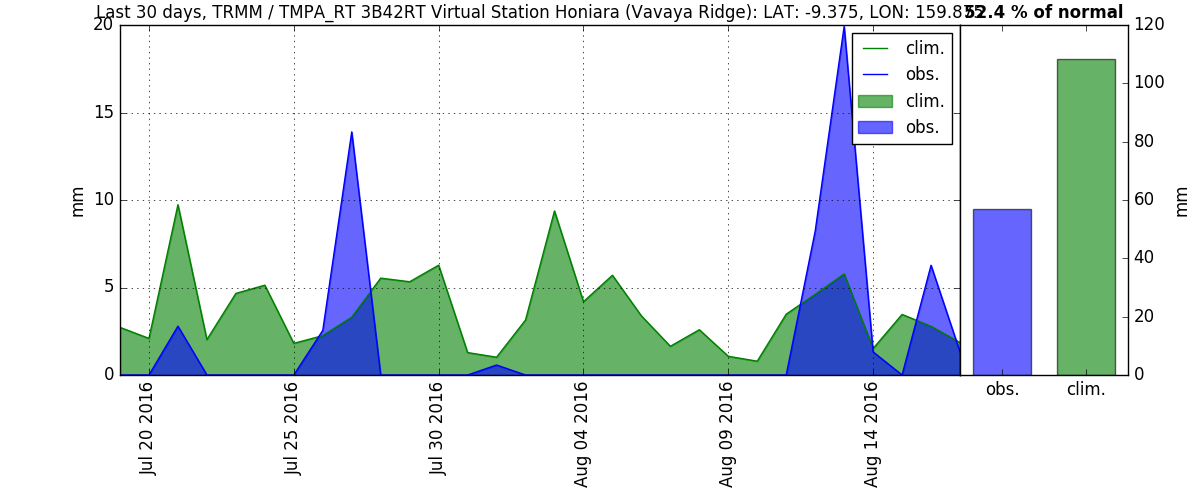 Last 30 days, TRMM / TMPA_RT 3B42RT Virtual Station Honiara (Vavaya Ridge): LAT: -9.375, LON: 159.875
52.4 % of normal
20
15
10
5
0
mm
clim.
obs.
clim.
obs.
120
100
80
60
40
20
0
mm
obs.
clim.
Jul 20 2016
Jul 25 2016
Jul 30 2016
Aug 04 2016
Aug 09 2016
Aug 14 2016